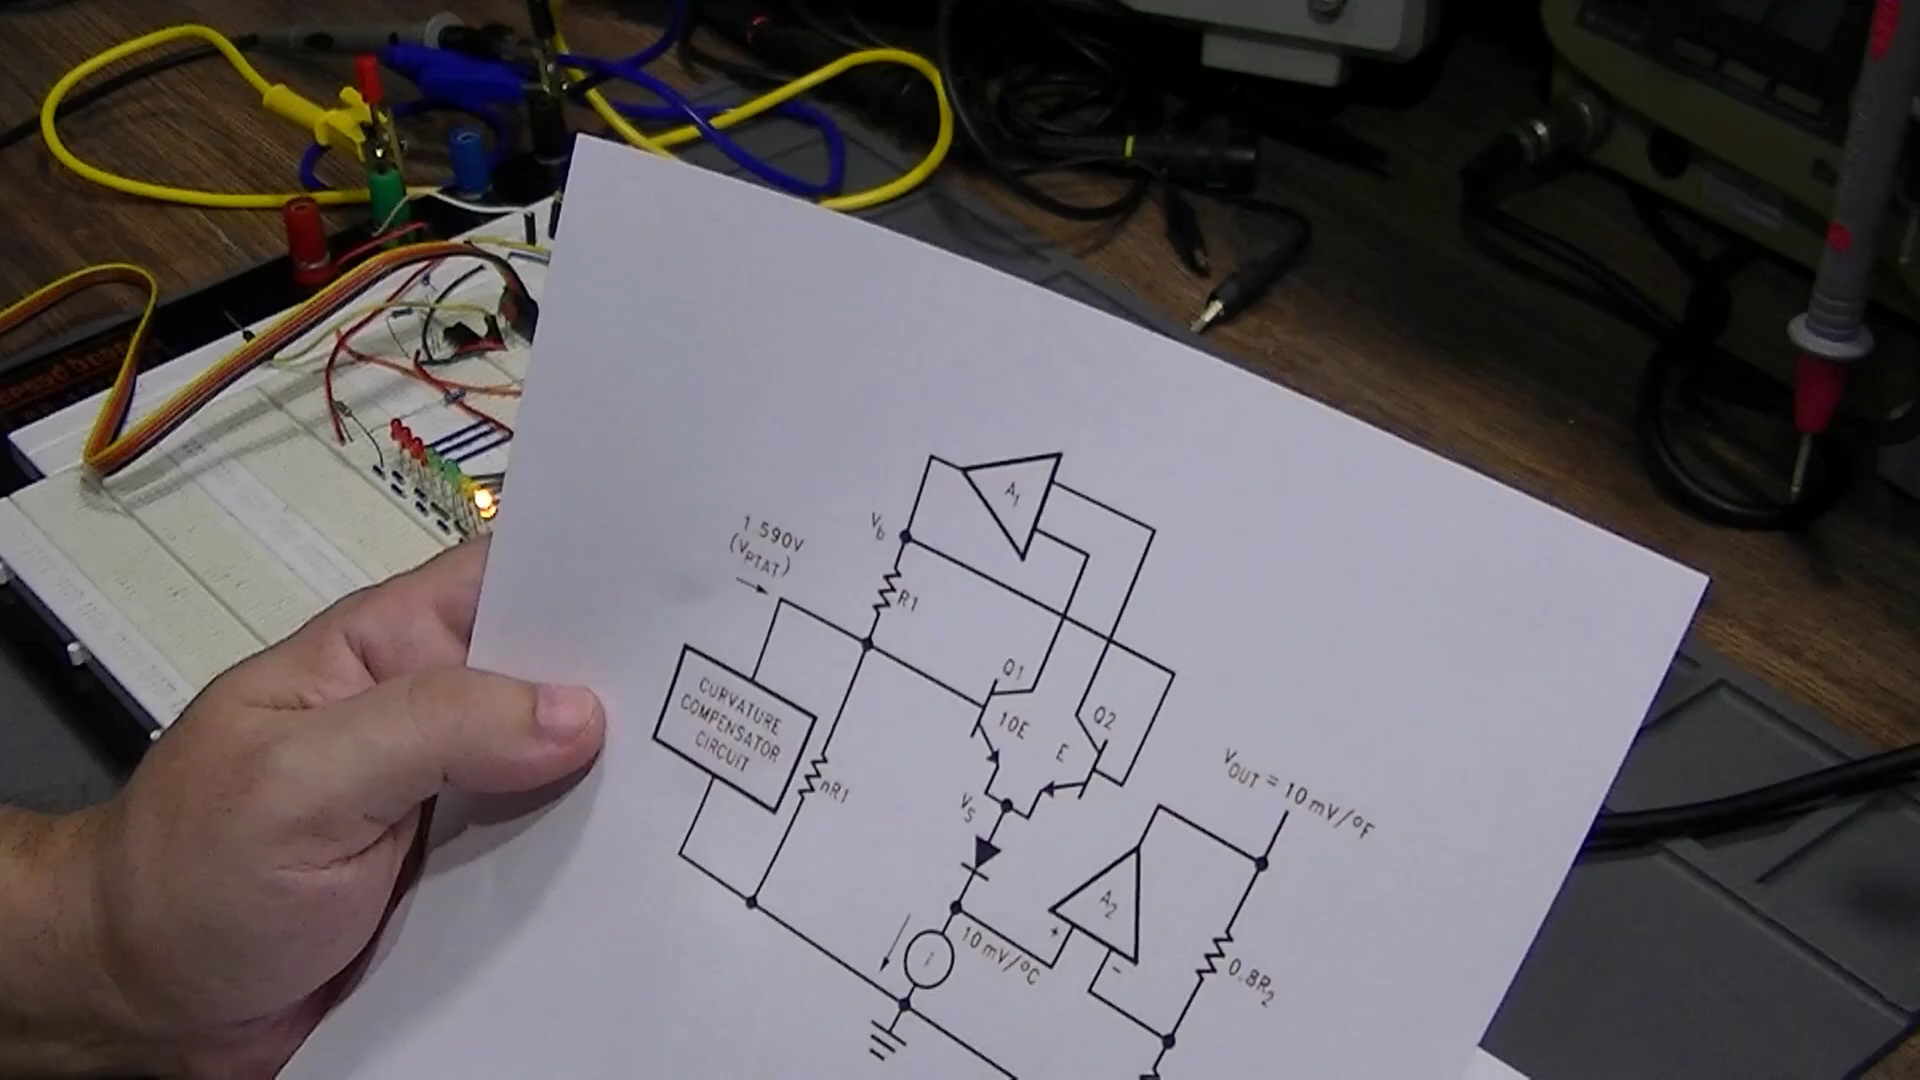 A1
Vb
1.590V
(VPTAT)
R1
CURVATURE
COMPENSATOR
CIRCUIT
nR1
Q1
10E
Q2
E
VS
VOUT = 10 mV/°F
A2
+
-
10 mV/°C
i
0.8R2